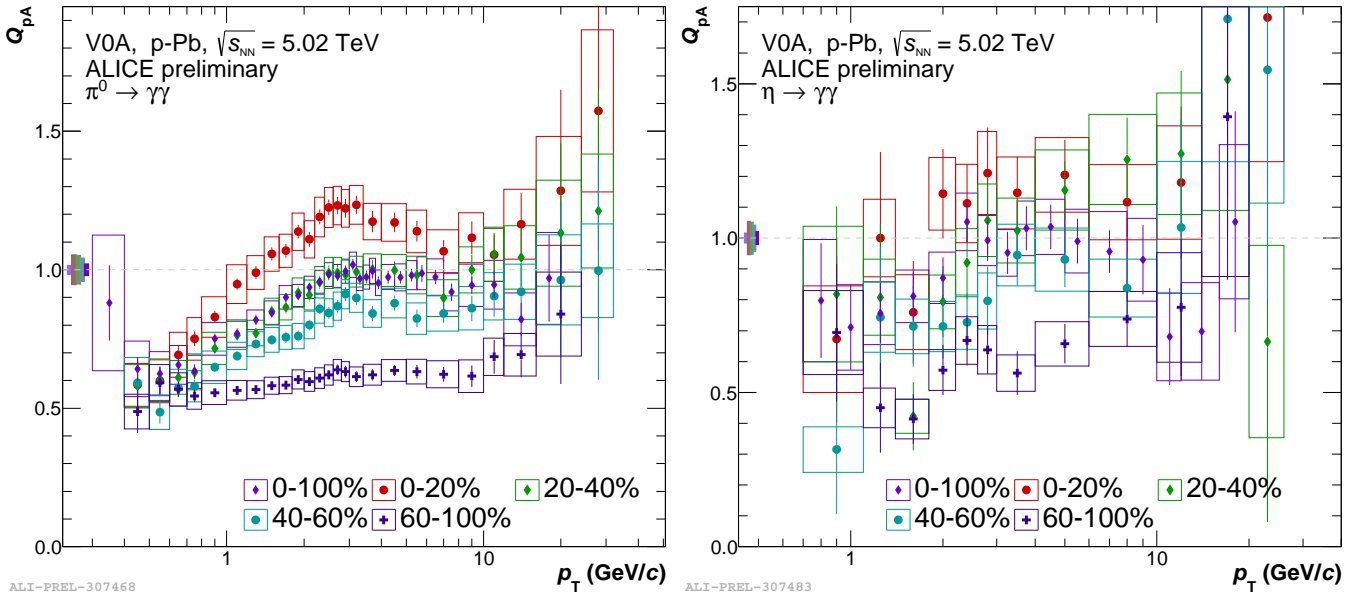 Q_pA
V0A, p-Pb, √s_NN = 5.02 TeV
ALICE preliminary
π⁰ → γγ
1.5
1.0
0.5
0.0
0-100% 0-20% 20-40%
40-60% 60-100%
1 10
p_T (GeV/c)
ALI-PREL-307468
Q_pA
V0A, p-Pb, √s_NN = 5.02 TeV
ALICE preliminary
η → γγ
1.5
1.0
0.5
0.0
0-100% 0-20% 20-40%
40-60% 60-100%
1 10
p_T (GeV/c)
ALI-PREL-307483